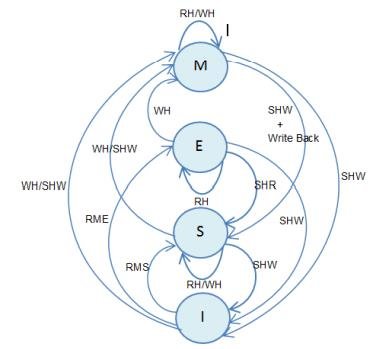 RH/WH
I
M
WH
SHW
+
Write Back
E
WH/SHW
SHR
SHW
WH/SHW
RH
SHW
RME
S
RMS
SHW
RH/WH
I